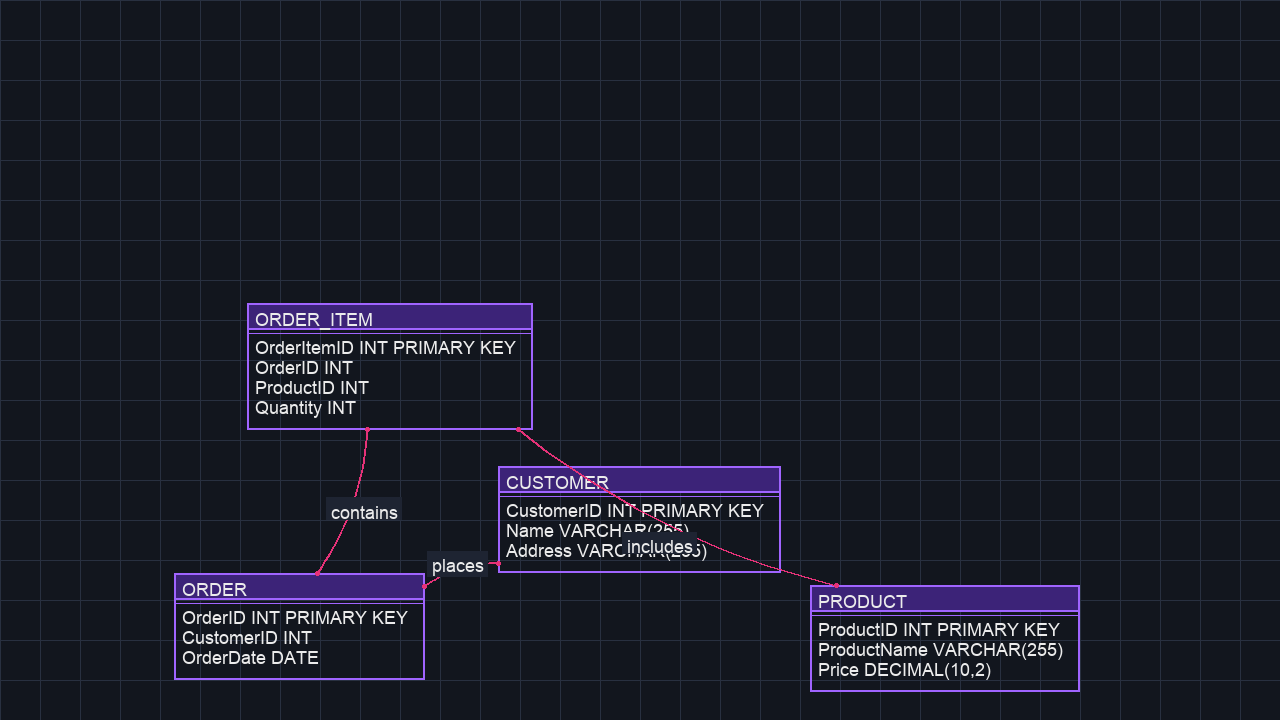 ORDER_ITEM
OrderItemID INT PRIMARY KEY
OrderID INT
ProductID INT
Quantity INT
CUSTOMER
CustomerID INT PRIMARY KEY
Name VARCHAR(255)
Address VARCHAR(255)
contains
includes
places
ORDER
OrderID INT PRIMARY KEY
CustomerID INT
OrderDate DATE
PRODUCT
ProductID INT PRIMARY KEY
ProductName VARCHAR(255)
Price DECIMAL(10,2)